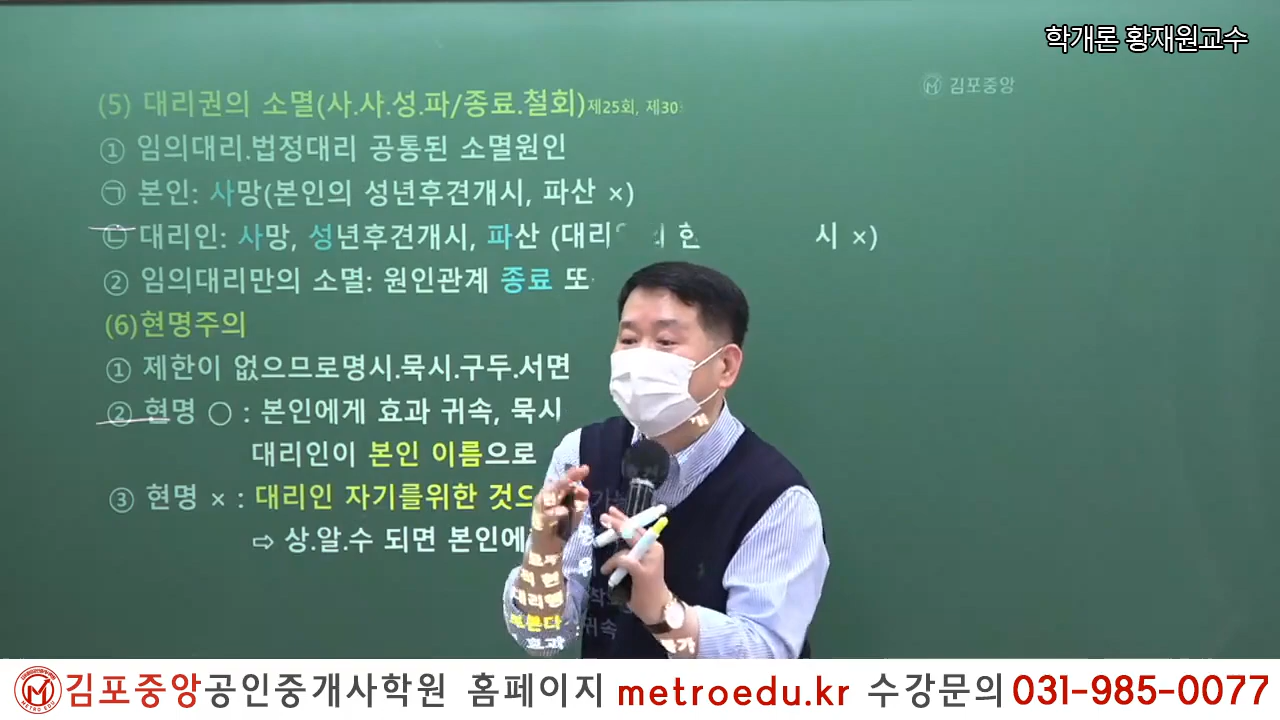 학개론 황재원교수
김포중앙
(5) 대리권의 소멸(사.사.성.파/종료.철회)제25회, 제30
① 임의대리.법정대리 공통된 소멸원인
㉠ 본인: 사망(본인의 성년후견개시, 파산 ×)
㉡ 대리인: 사망, 성년후견개시, 파산 (대리 한 시 ×)
② 임의대리만의 소멸: 원인관계 종료 또
(6)현명주의
① 제한이 없으므로명시.묵시.구두.서면
② 현명 ○ : 본인에게 효과 귀속, 묵시
대리인이 본인 이름으로
③ 현명 × : 대리인 자기를위한 것으
⇨ 상.알.수 되면 본인에
김포중앙공인중개사학원 홈페이지 metroedu.kr 수강문의 031-985-0077